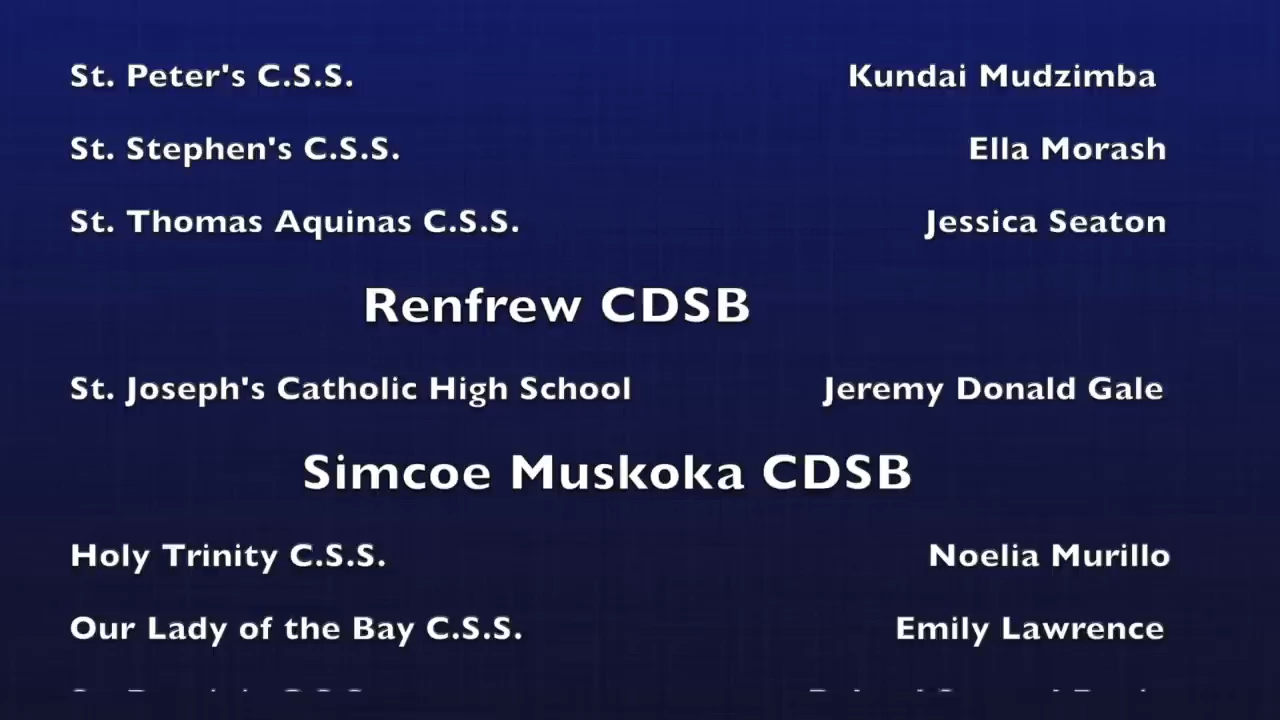 St. Peter's C.S.S. Kundai Mudzimba
St. Stephen's C.S.S. Ella Morash
St. Thomas Aquinas C.S.S. Jessica Seaton
Renfrew CDSB
St. Joseph's Catholic High School Jeremy Donald Gale
Simcoe Muskoka CDSB
Holy Trinity C.S.S. Noelia Murillo
Our Lady of the Bay C.S.S. Emily Lawrence